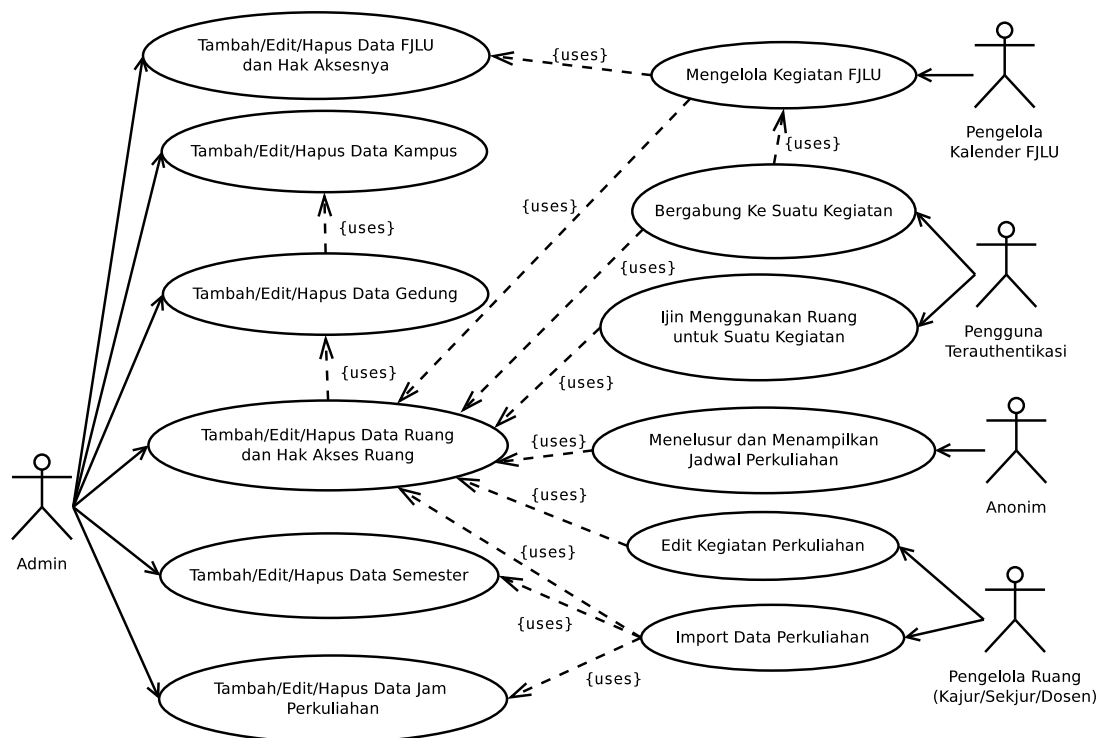 Tambah/Edit/Hapus Data FJLU
dan Hak Aksesnya
{uses}
Mengelola Kegiatan FJLU
Pengelola
Kalender FJLU
Tambah/Edit/Hapus Data Kampus
{uses}
{uses}
Bergabung Ke Suatu Kegiatan
{uses}
{uses}
{uses}
Tambah/Edit/Hapus Data Gedung
Ijin Menggunakan Ruang
untuk Suatu Kegiatan
Pengguna
Terauthentikasi
{uses}
{uses}
Tambah/Edit/Hapus Data Ruang
dan Hak Akses Ruang
{uses}
Menelusur dan Menampilkan
Jadwal Perkuliahan
Anonim
Admin
{uses}
Edit Kegiatan Perkuliahan
Tambah/Edit/Hapus Data Semester
{uses}
Import Data Perkuliahan
Pengelola Ruang
(Kajur/Sekjur/Dosen)
{uses}
Tambah/Edit/Hapus Data Jam
Perkuliahan